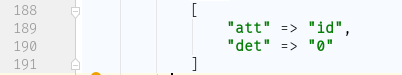 188 [
189 "att" => "id",
190 "det" => "0"
191 ]